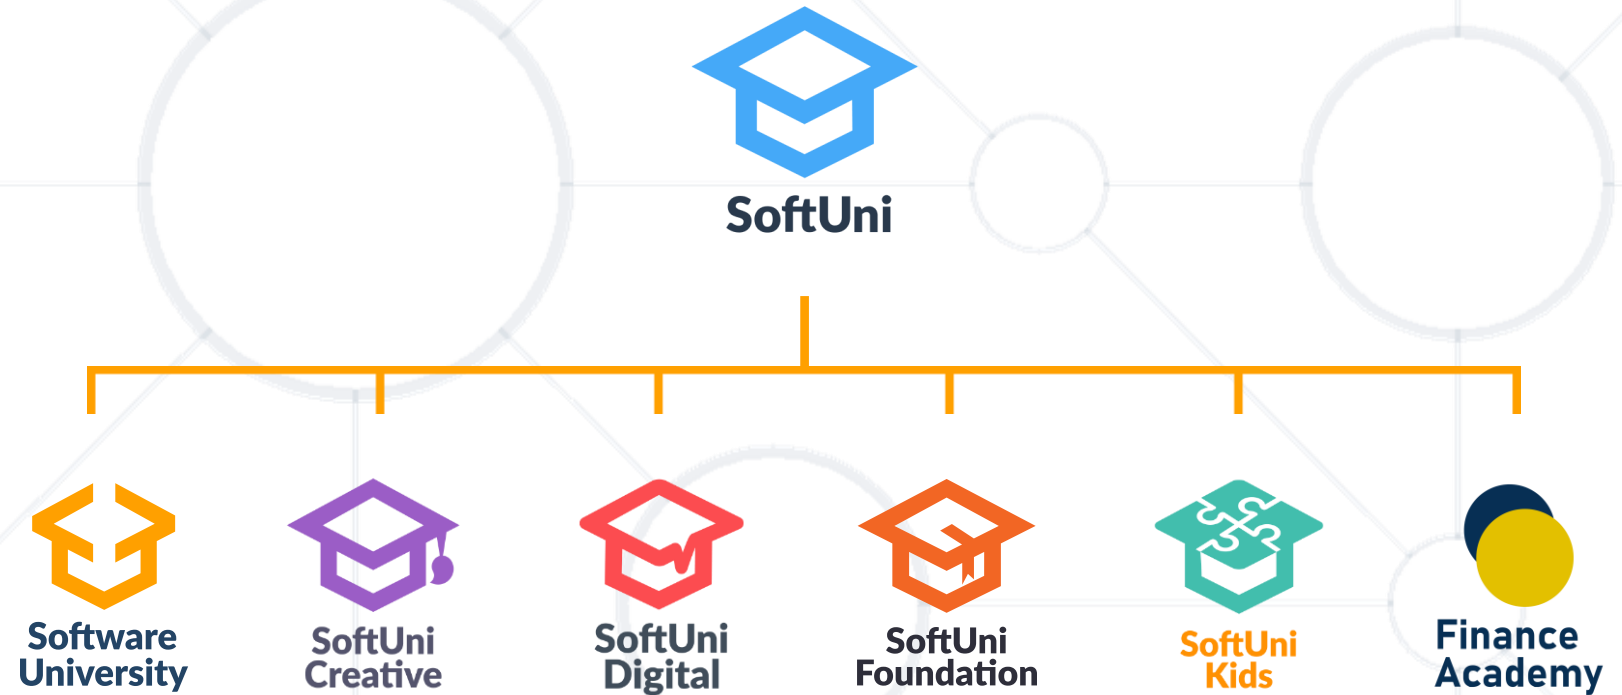 SoftUni
Software
University
SoftUni
Creative
SoftUni
Digital
SoftUni
Foundation
SoftUni
Kids
Finance
Academy